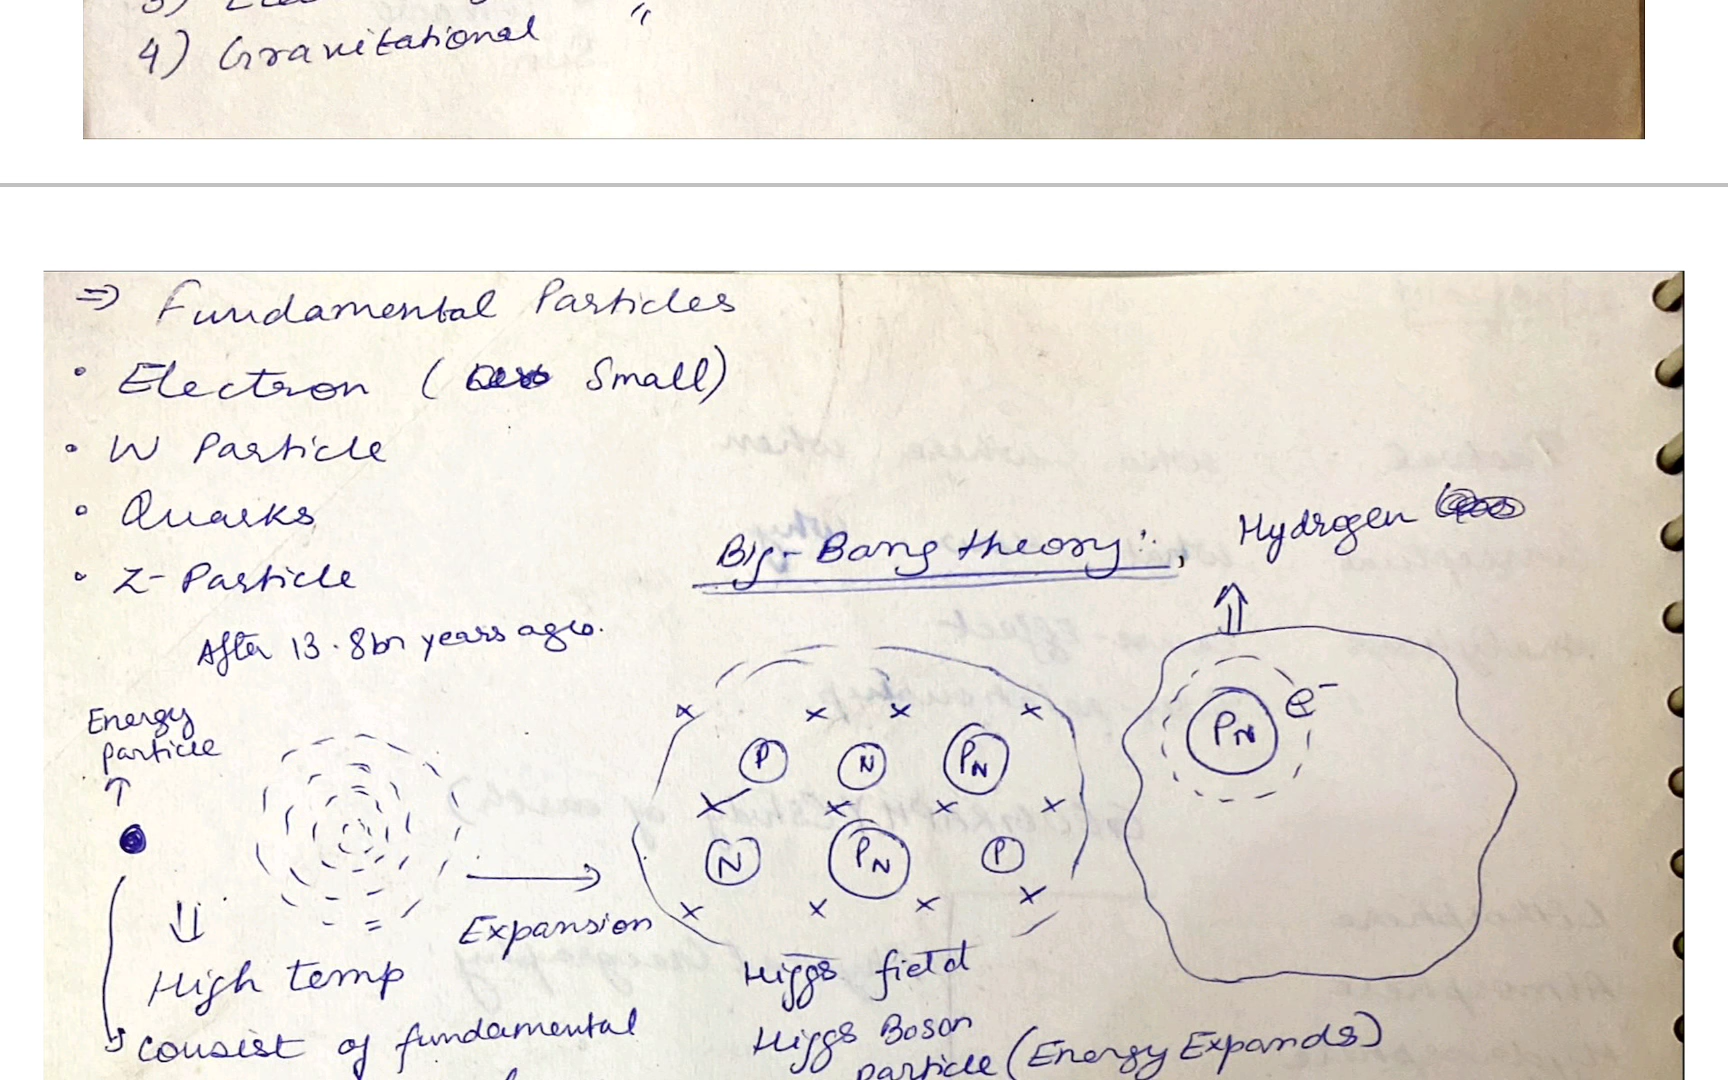 4) Gravitational "
⇒ Fundamental Particles
• Electron ( Small)
• W Particle
• Quarks
• Z-Particle
Big-Bang theory:
Hydrogen
After 13.8bn years ago.
Energy
particle
↑
P N PN
N PN P
PN e⁻
Expansion
High temp
Higgs field
consist of fundamental
Higgs Boson
particle (Energy Expands)